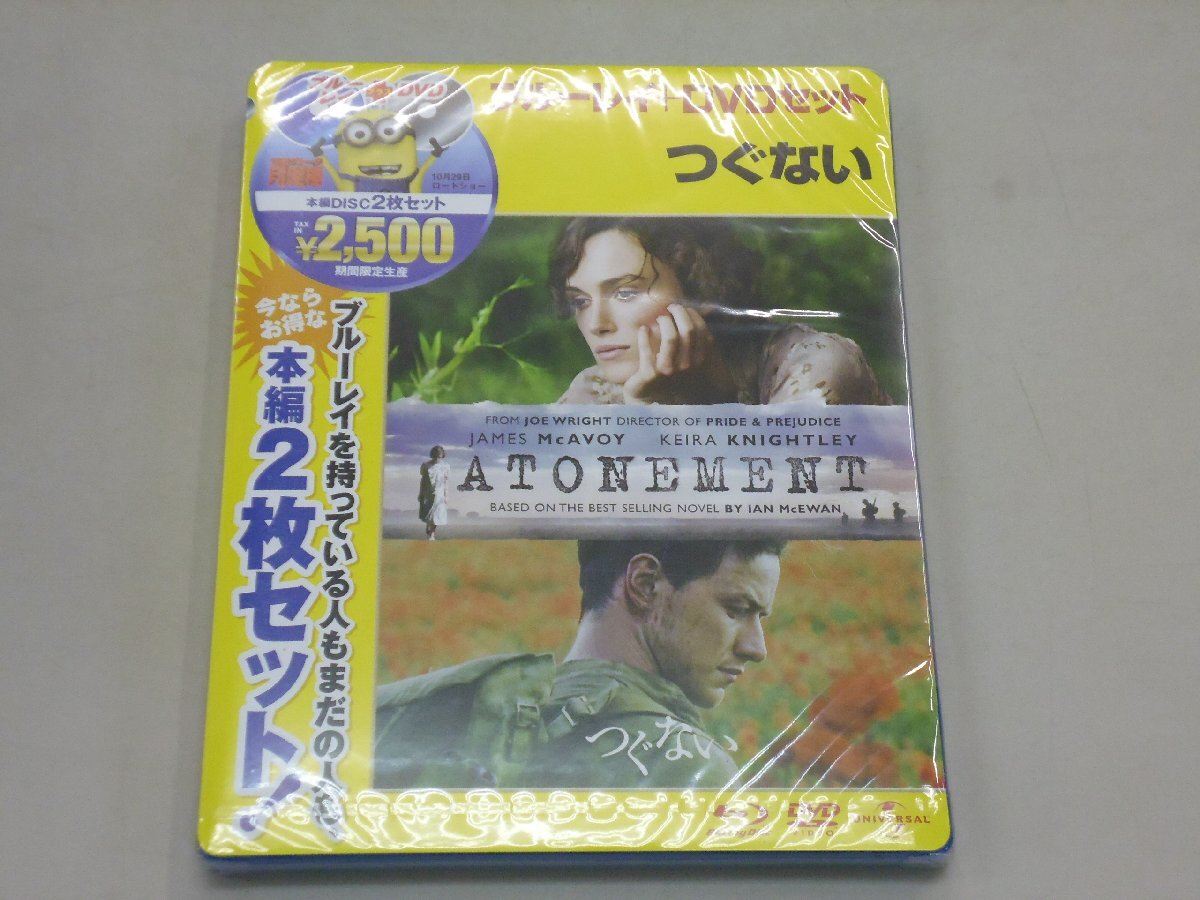 ブルーレイ+DVDセット
つぐない
DVD
10月29日
ロードショー
本編DISC2枚セット
TAX
IN
¥2,500
期間限定生産
今なら
お得な
本編2枚セット!
ブルーレイを持っている人もまだの
FROM JOE WRIGHT DIRECTOR OF PRIDE & PREJUDICE
JAMES McAVOY KEIRA KNIGHTLEY
ATONEMENT
BASED ON THE BEST SELLING NOVEL BY IAN McEWAN
つぐない
Blu-ray Disc
DVD
VIDEO
UNIVERSAL